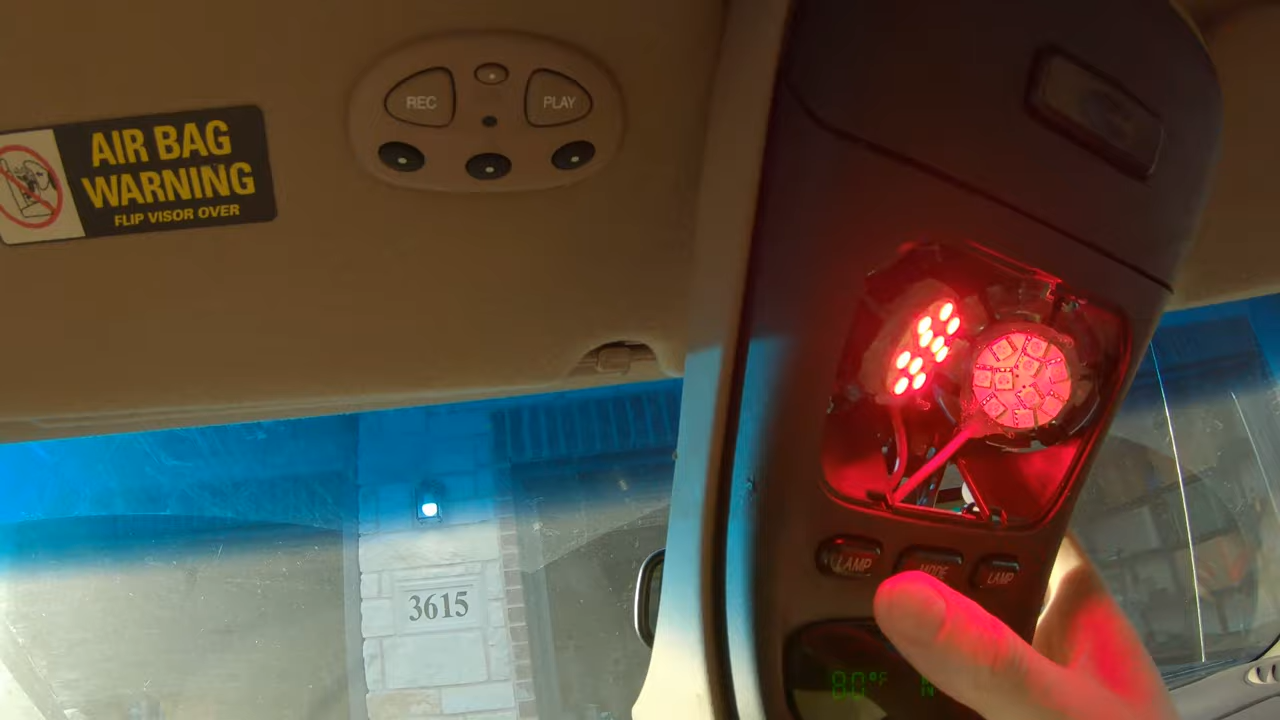 REC
PLAY
AIR BAG
WARNING
FLIP VISOR OVER
3615
LAMP
MODE
LAMP
80°F
N